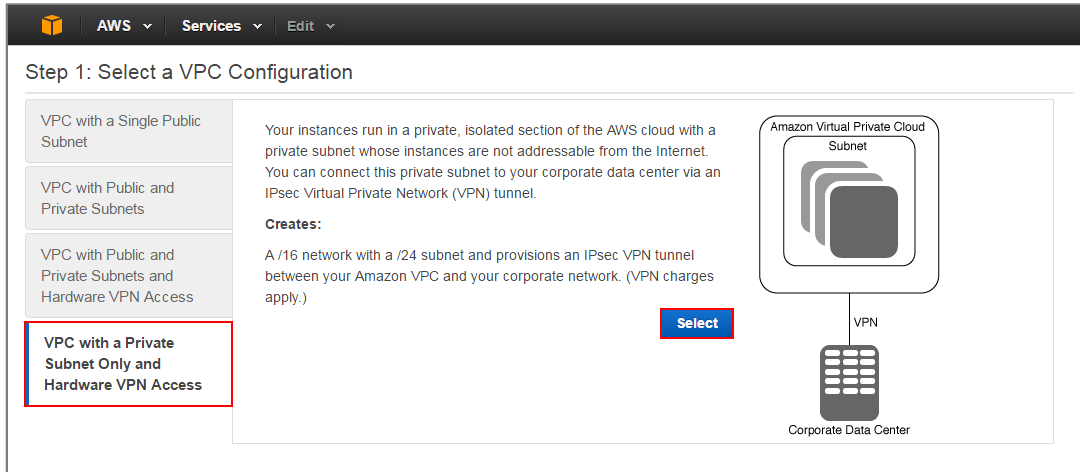 AWS Services Edit
Step 1: Select a VPC Configuration
VPC with a Single Public
Subnet
VPC with Public and
Private Subnets
VPC with Public and
Private Subnets and
Hardware VPN Access
VPC with a Private
Subnet Only and
Hardware VPN Access
Your instances run in a private, isolated section of the AWS cloud with a
private subnet whose instances are not addressable from the Internet.
You can connect this private subnet to your corporate data center via an
IPsec Virtual Private Network (VPN) tunnel.
Creates:
A /16 network with a /24 subnet and provisions an IPsec VPN tunnel
between your Amazon VPC and your corporate network. (VPN charges
apply.)
Select
Amazon Virtual Private Cloud
Subnet
VPN
Corporate Data Center